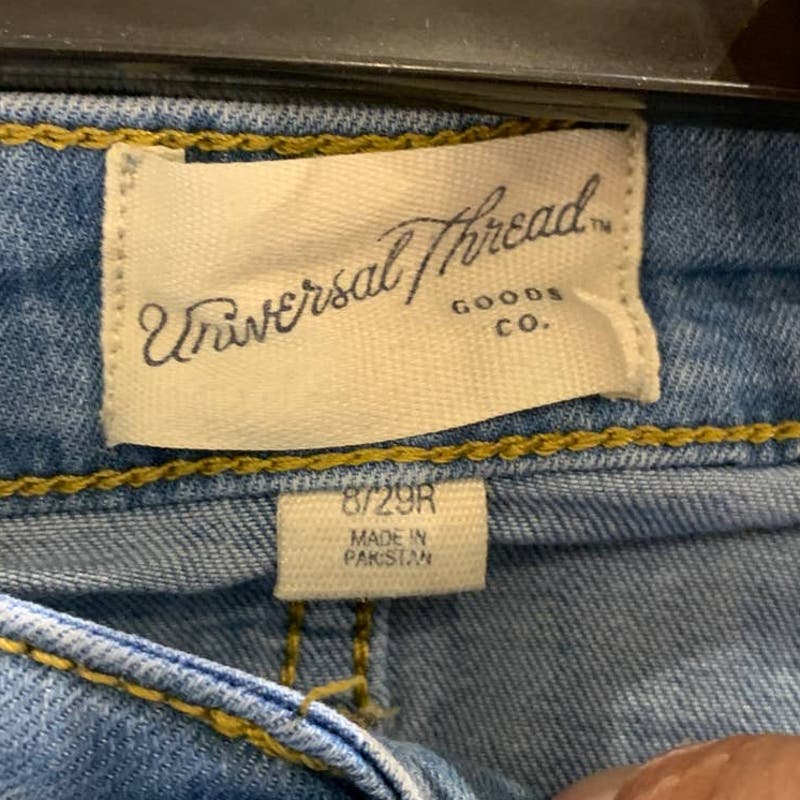 Universal Thread™
GOODS
CO.
8/29R
MADE IN
PAKISTAN